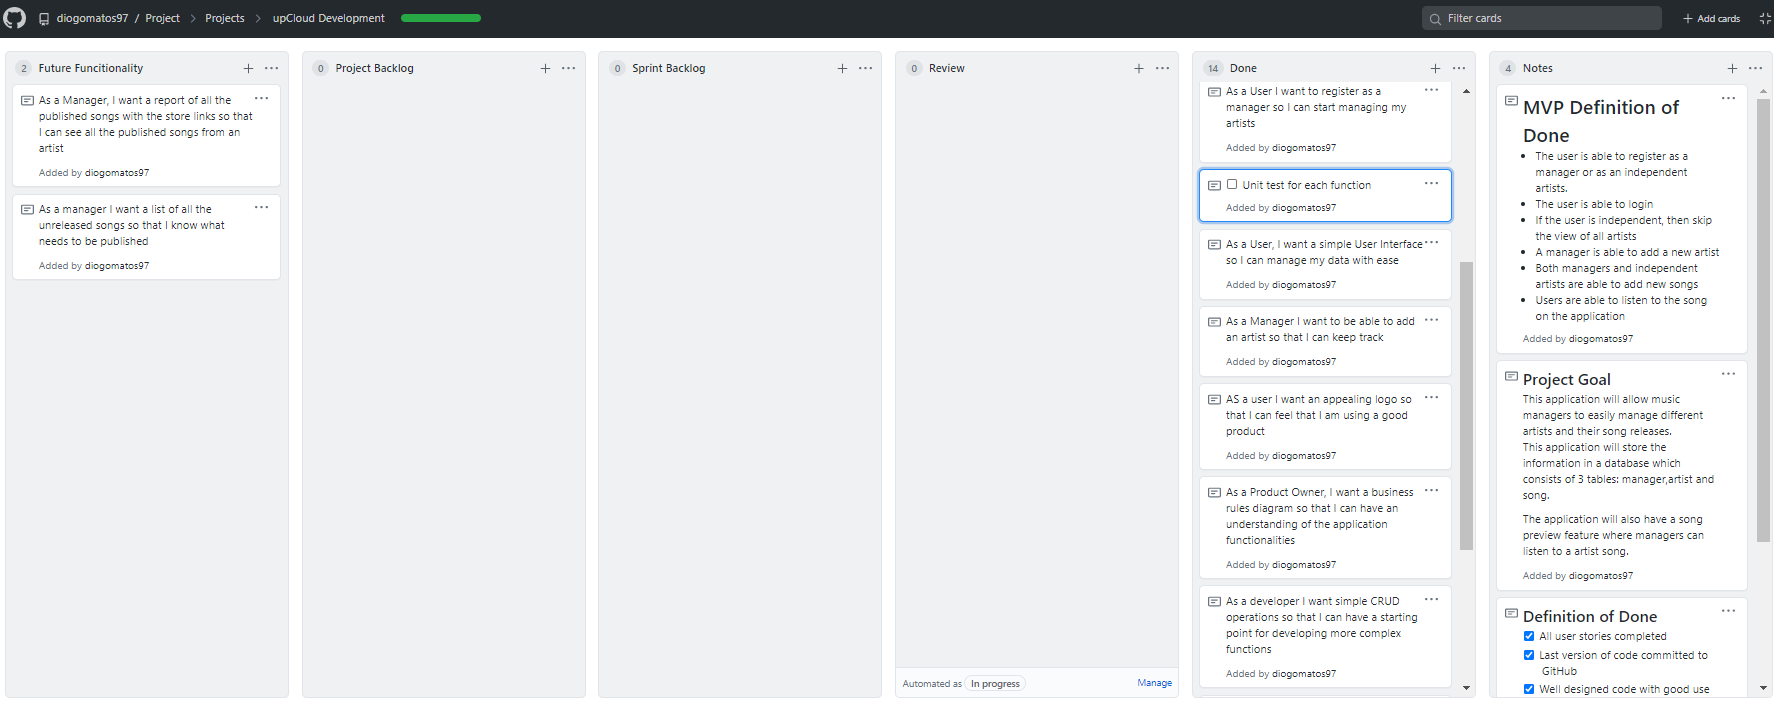 diogomatos97 / Project
Projects
upCloud Development
Filter cards
Add cards
2 Future Funcitionality
As a Manager, I want a report of all the
published songs with the store links so that
I can see all the published songs from an
artist
Added by diogomatos97
As a manager I want a list of all the
unreleased songs so that I know what
needs to be published
Added by diogomatos97
0 Project Backlog
0 Sprint Backlog
0 Review
Automated as In progress
Manage
14 Done
As a User I want to register as a
manager so I can start managing my
artists
Added by diogomatos97
Unit test for each function
Added by diogomatos97
As a User, I want a simple User Interface
so I can manage my data with ease
Added by diogomatos97
As a Manager I want to be able to add
an artist so that I can keep track
Added by diogomatos97
AS a user I want an appealing logo so
that I can feel that I am using a good
product
Added by diogomatos97
As a Product Owner, I want a business
rules diagram so that I can have an
understanding of the application
functionalities
Added by diogomatos97
As a developer I want simple CRUD
operations so that I can have a starting
point for developing more complex
functions
Added by diogomatos97
4 Notes
MVP Definition of
Done
The user is able to register as a
manager or as an independent
artists.
The user is able to login
If the user is independent, then skip
the view of all artists
A manager is able to add a new artist
Both managers and independent
artists are able to add new songs
Users are able to listen to the song
on the application
Added by diogomatos97
Project Goal
This application will allow music
managers to easily manage different
artists and their song releases.
This application will store the
information in a database which
consists of 3 tables: manager,artist and
song.
The application will also have a song
preview feature where managers can
listen to a artist song.
Added by diogomatos97
Definition of Done
All user stories completed
Last version of code committed to
GitHub
Well designed code with good use